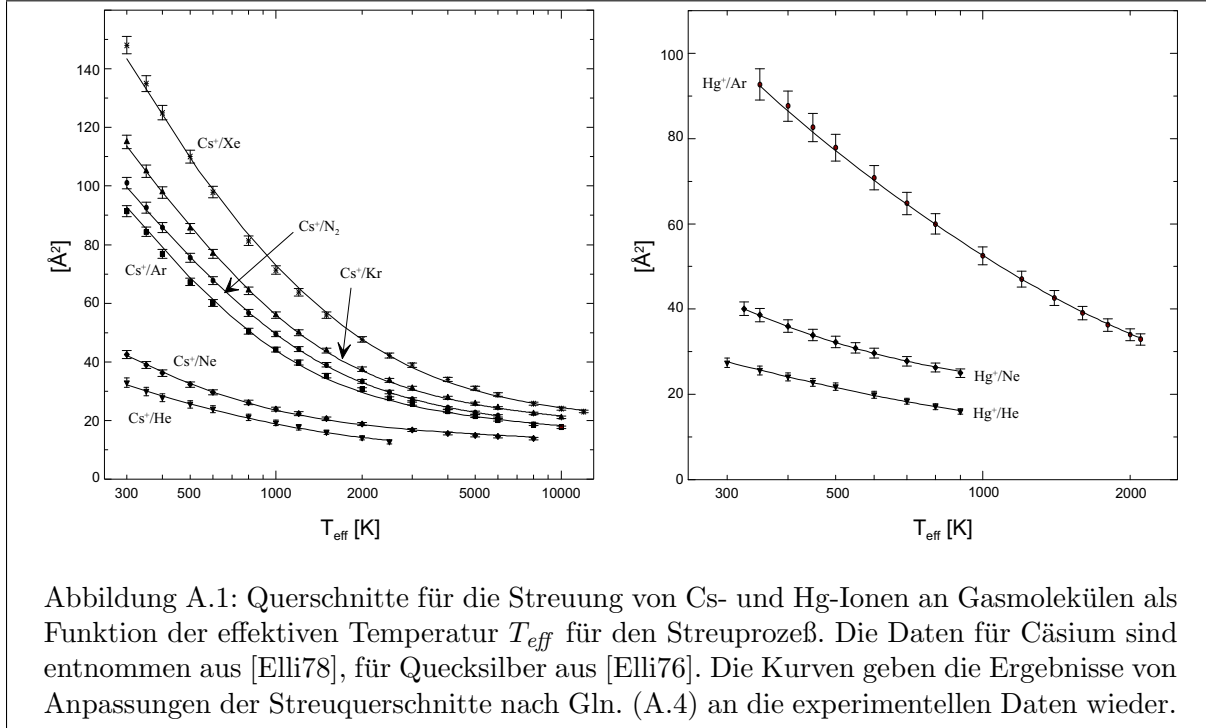 140
120
100
80
60
40
20
0
[Å²]
Cs⁺/Xe
Cs⁺/N₂
Cs⁺/Ar
Cs⁺/Kr
Cs⁺/Ne
Cs⁺/He
300 500 1000 2000 5000 10000
T_eff [K]
100
80
60
40
20
0
[Å²]
Hg⁺/Ar
Hg⁺/Ne
Hg⁺/He
300 500 1000 2000
T_eff [K]
Abbildung A.1: Querschnitte für die Streuung von Cs- und Hg-Ionen an Gasmolekülen als
Funktion der effektiven Temperatur T_eff für den Streuprozeß. Die Daten für Cäsium sind
entnommen aus [Elli78], für Quecksilber aus [Elli76]. Die Kurven geben die Ergebnisse von
Anpassungen der Streuquerschnitte nach Gln. (A.4) an die experimentellen Daten wieder.